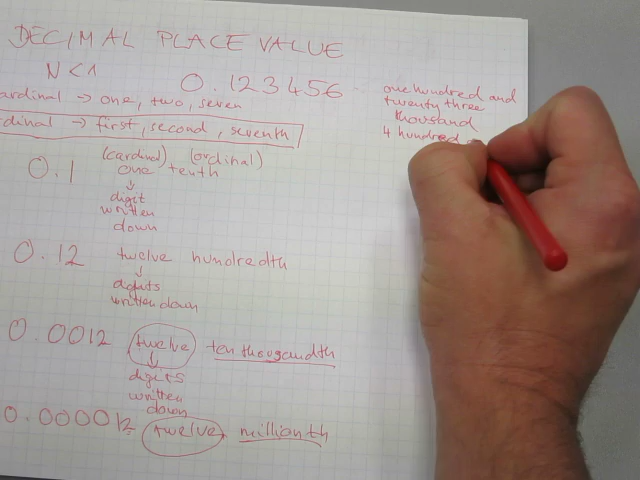 DECIMAL PLACE VALUE
N < 1
0.123456
ardinal → one, two, seven
rdinal → first, second, seventh
one hundred and
twenty three
thousand
4 hundred
0.1
(cardinal) (ordinal)
one tenth
↓
digit
written
down
0.12 twelve hundredth
↓
digits
written down
0.0012 twelve ten thousandth
↓
digits
written
down
0.000012 twelve millionth